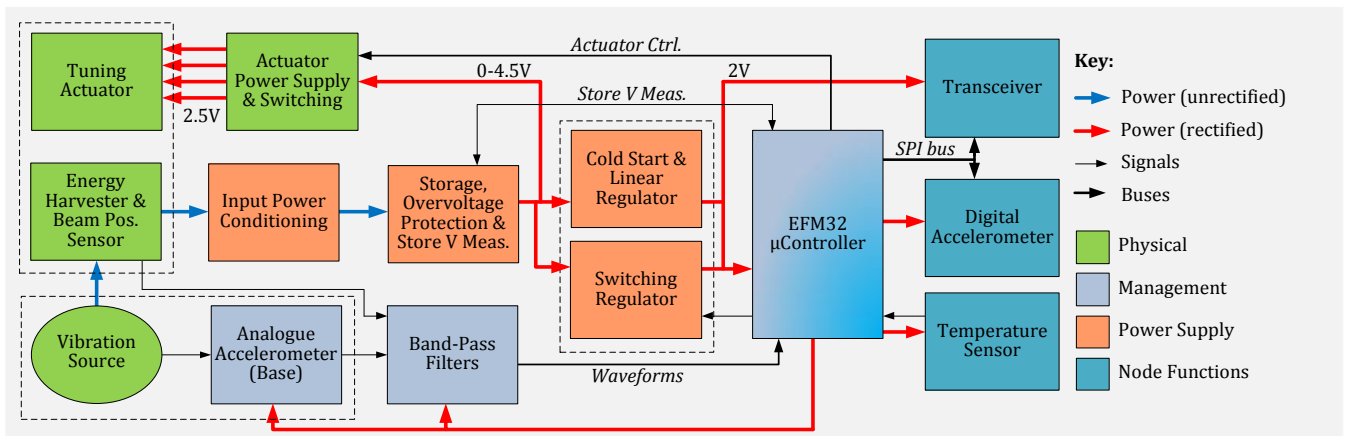 Tuning
Actuator
2.5V
Actuator
Power Supply
& Switching
Actuator Ctrl.
0-4.5V
2V
Store V Meas.
Transceiver
Key:
Power (unrectified)
Power (rectified)
Signals
Buses
SPI bus
Energy
Harvester &
Beam Pos.
Sensor
Input Power
Conditioning
Storage,
Overvoltage
Protection &
Store V Meas.
Cold Start &
Linear
Regulator
Switching
Regulator
EFM32
µController
Digital
Accelerometer
Physical
Management
Power Supply
Node Functions
Vibration
Source
Analogue
Accelerometer
(Base)
Band-Pass
Filters
Waveforms
Temperature
Sensor